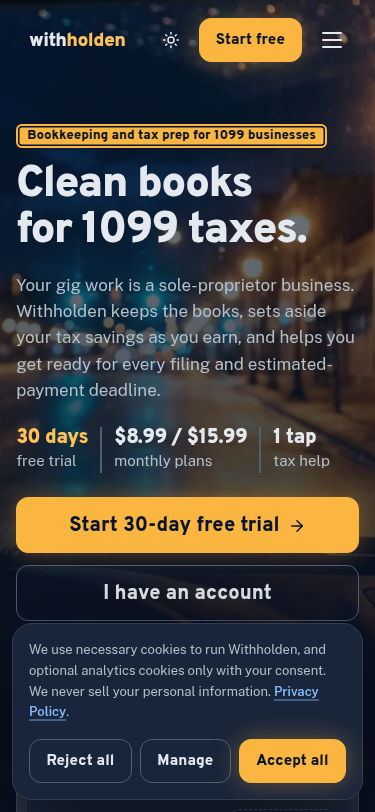 withholden
Start free
Bookkeeping and tax prep for 1099 businesses
Clean books
for 1099 taxes.
Your gig work is a sole-proprietor business.
Withholden keeps the books, sets aside
your tax savings as you earn, and helps you
get ready for every filing and estimated-
payment deadline.
30 days
free trial
$8.99 / $15.99
monthly plans
1 tap
tax help
Start 30-day free trial →
I have an account
We use necessary cookies to run Withholden, and
optional analytics cookies only with your consent.
We never sell your personal information. Privacy
Policy.
Reject all
Manage
Accept all